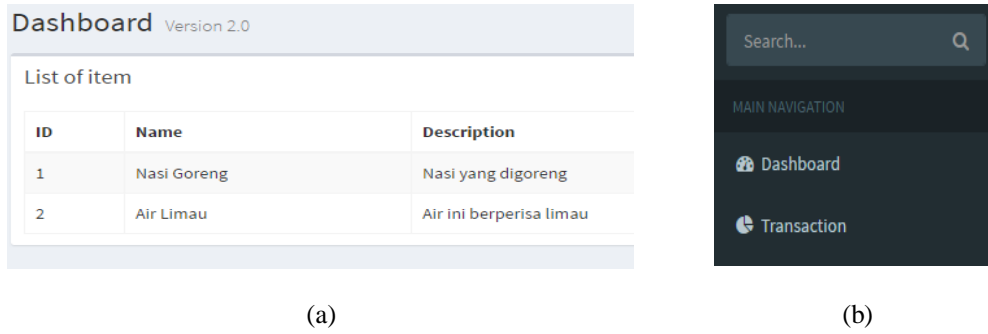 Dashboard Version 2.0
List of item
ID Name Description
1 Nasi Goreng Nasi yang digoreng
2 Air Limau Air ini berperisa limau
(a)
Search...
MAIN NAVIGATION
Dashboard
Transaction
(b)